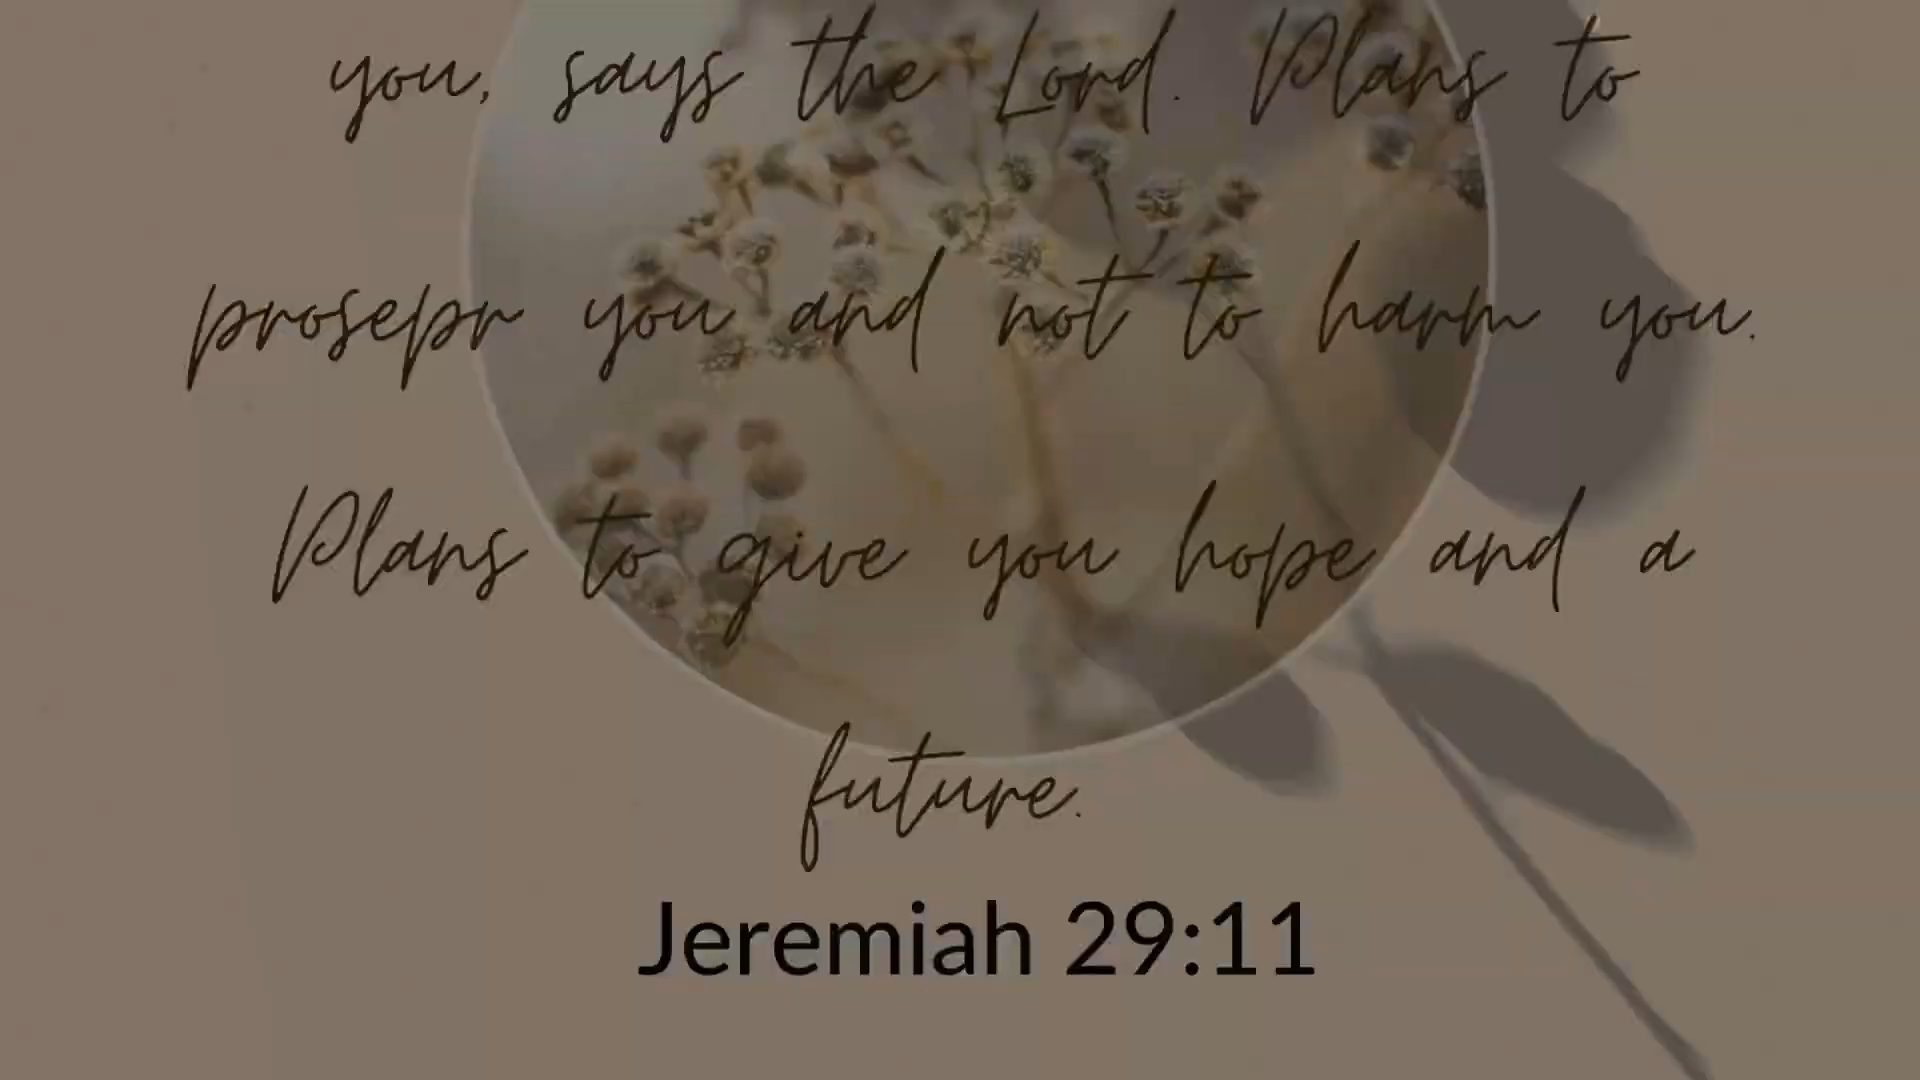 you, says the Lord. Plans to
prosepr you and not to harm you.
Plans to give you hope and a
future.
Jeremiah 29:11